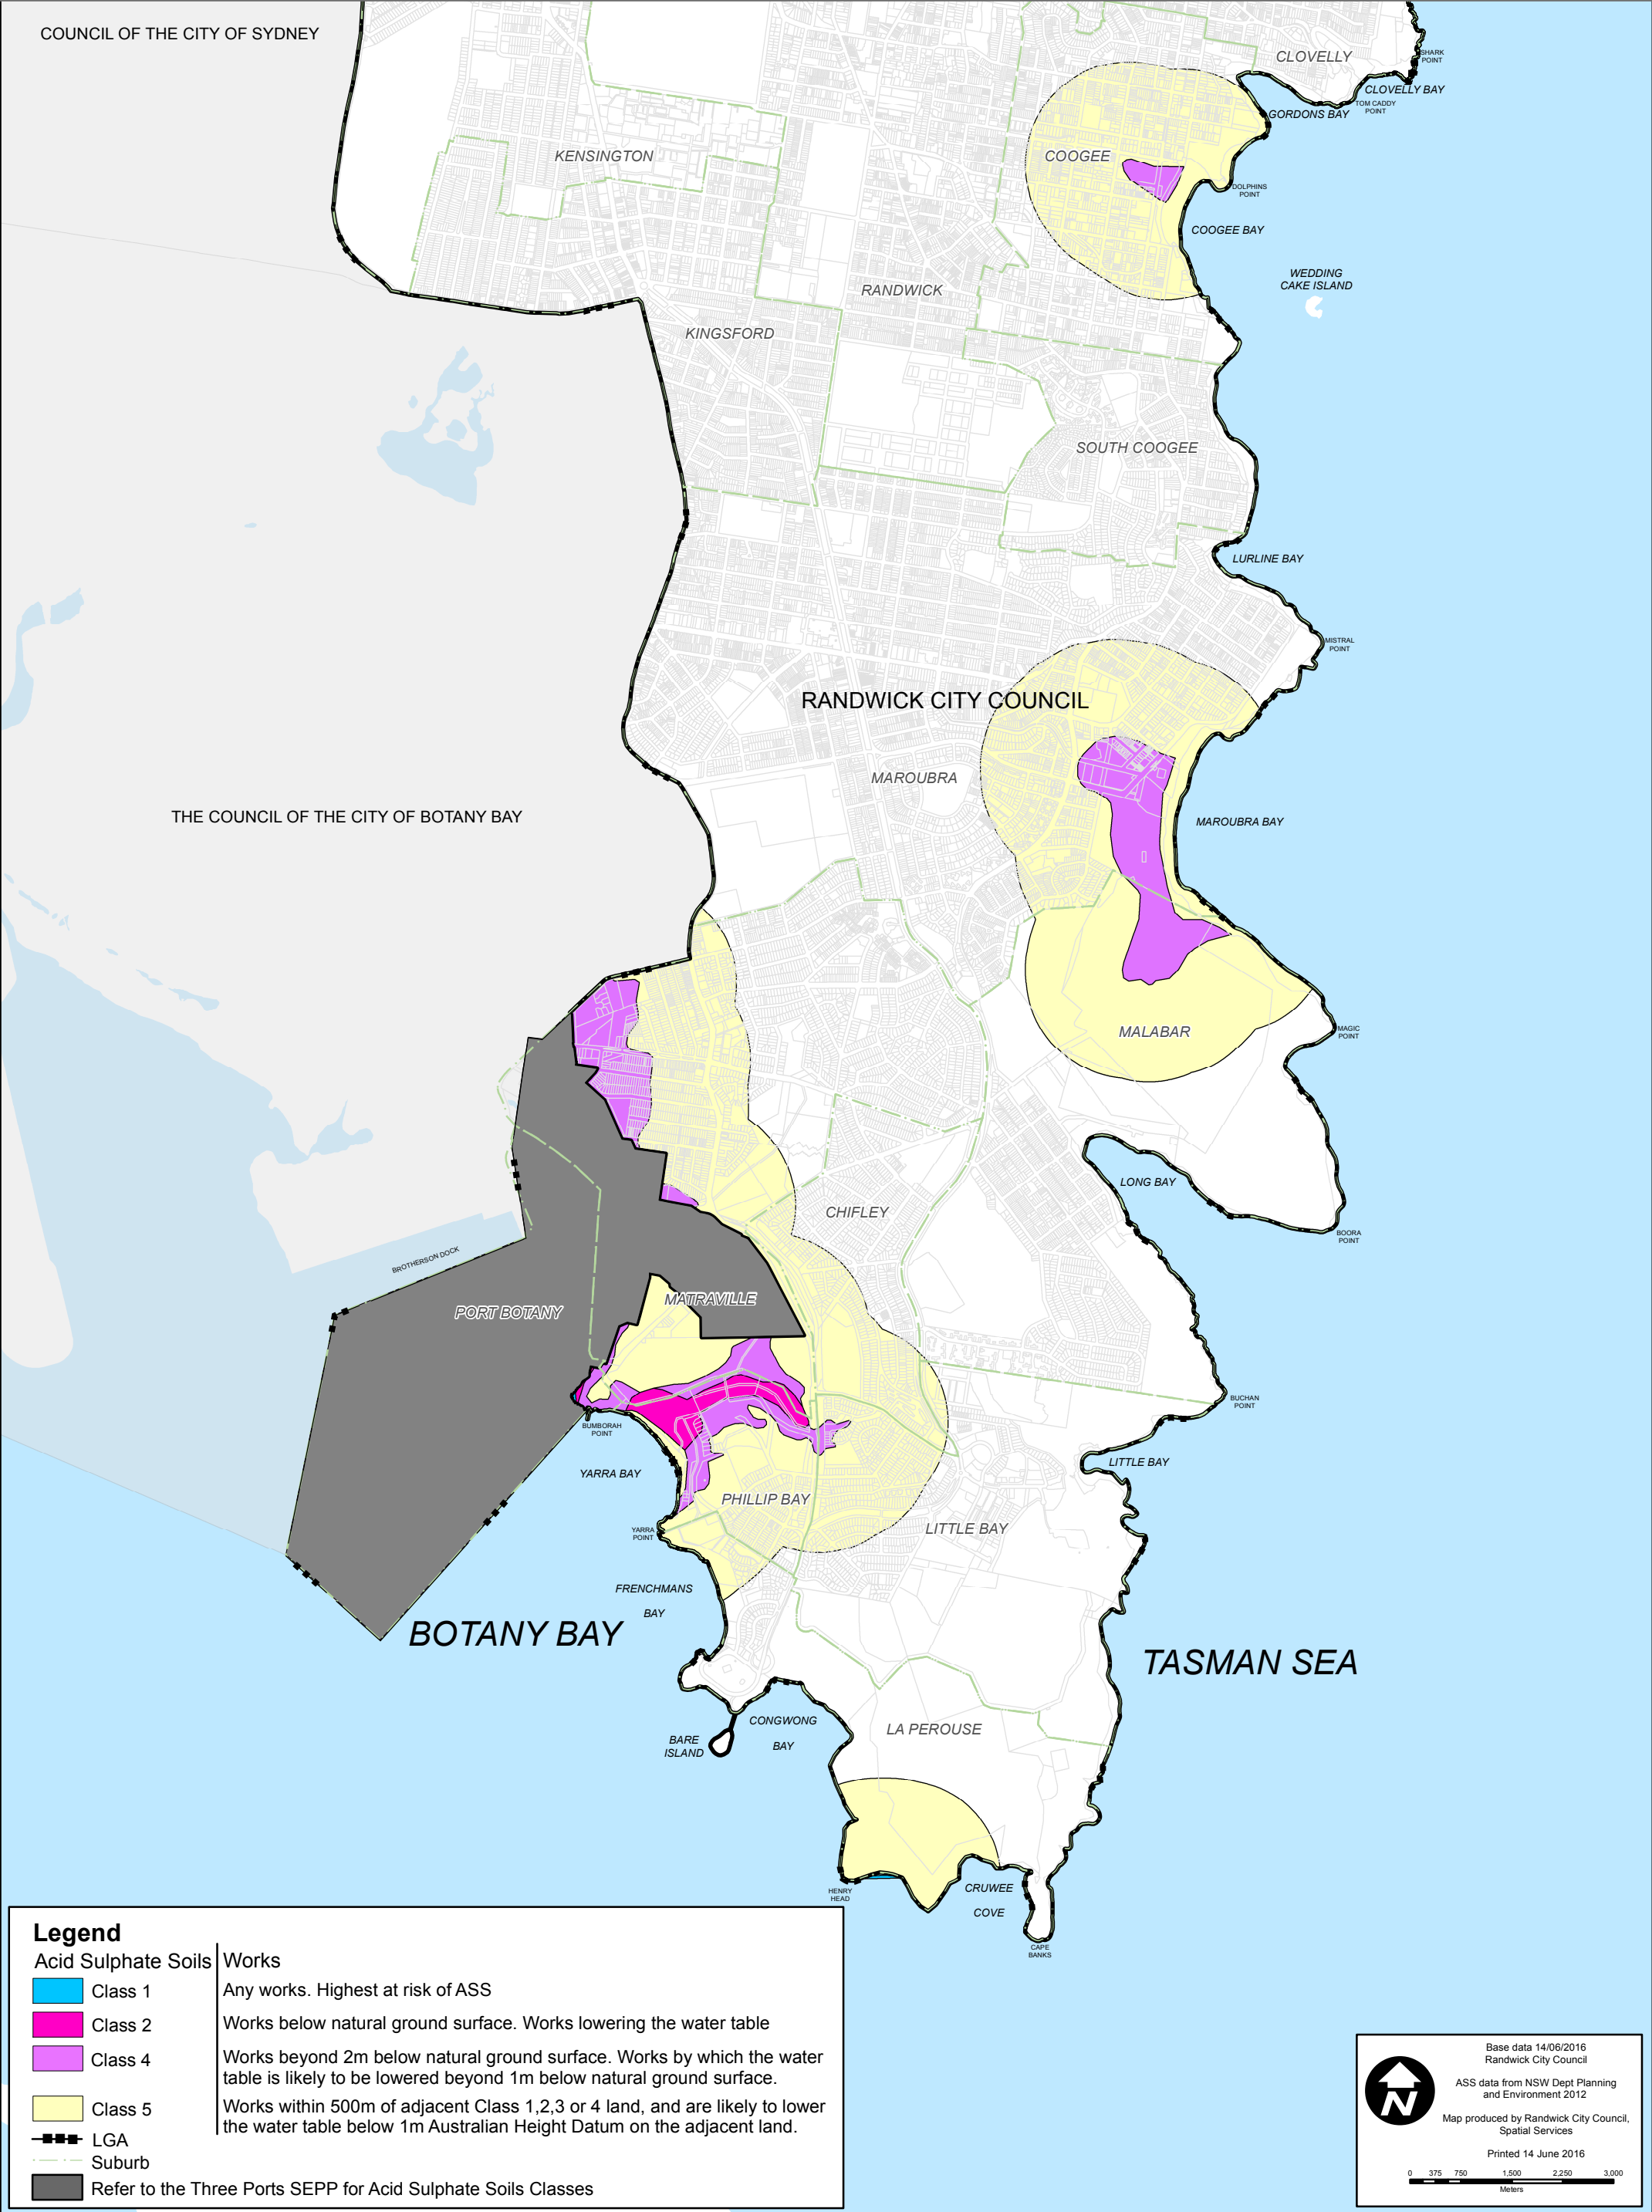 COUNCIL OF THE CITY OF SYDNEY
CLOVELLY
SHARK
POINT
CLOVELLY BAY
TOM CADDY
POINT
GORDONS BAY
KENSINGTON
COOGEE
DOLPHINS
POINT
COOGEE BAY
WEDDING
CAKE ISLAND
RANDWICK
KINGSFORD
SOUTH COOGEE
LURLINE BAY
MISTRAL
POINT
RANDWICK CITY COUNCIL
MAROUBRA
THE COUNCIL OF THE CITY OF BOTANY BAY
MAROUBRA BAY
MALABAR
MAGIC
POINT
LONG BAY
CHIFLEY
BOORA
POINT
BROTHERSON DOCK
PORT BOTANY
MATRAVILLE
BUCHAN
POINT
BUMBORAH
POINT
YARRA BAY
LITTLE BAY
PHILLIP BAY
LITTLE BAY
YARRA
POINT
FRENCHMANS
BAY
BOTANY BAY
TASMAN SEA
CONGWONG
BAY
BARE
ISLAND
LA PEROUSE
HENRY
HEAD
CRUWEE
COVE
CAPE
BANKS
Legend
Acid Sulphate Soils Works
Class 1 Any works. Highest at risk of ASS
Class 2 Works below natural ground surface. Works lowering the water table
Class 4 Works beyond 2m below natural ground surface. Works by which the water
table is likely to be lowered beyond 1m below natural ground surface.
Class 5 Works within 500m of adjacent Class 1,2,3 or 4 land, and are likely to lower
the water table below 1m Australian Height Datum on the adjacent land.
LGA
Suburb
Refer to the Three Ports SEPP for Acid Sulphate Soils Classes
N
Base data 14/06/2016
Randwick City Council
ASS data from NSW Dept Planning
and Environment 2012
Map produced by Randwick City Council,
Spatial Services
Printed 14 June 2016
0 375 750 1,500 2,250 3,000
Meters